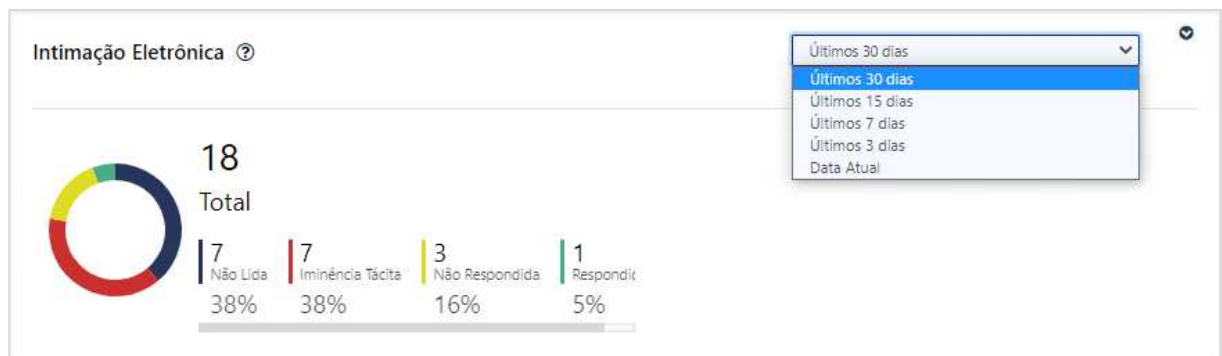 Intimação Eletrônica ?
Últimos 30 dias
Últimos 30 dias
Últimos 15 dias
Últimos 7 dias
Últimos 3 dias
Data Atual
18
Total
7 7 3 1
Não Lida Iminência Tácita Não Respondida Respondid
38% 38% 16% 5%